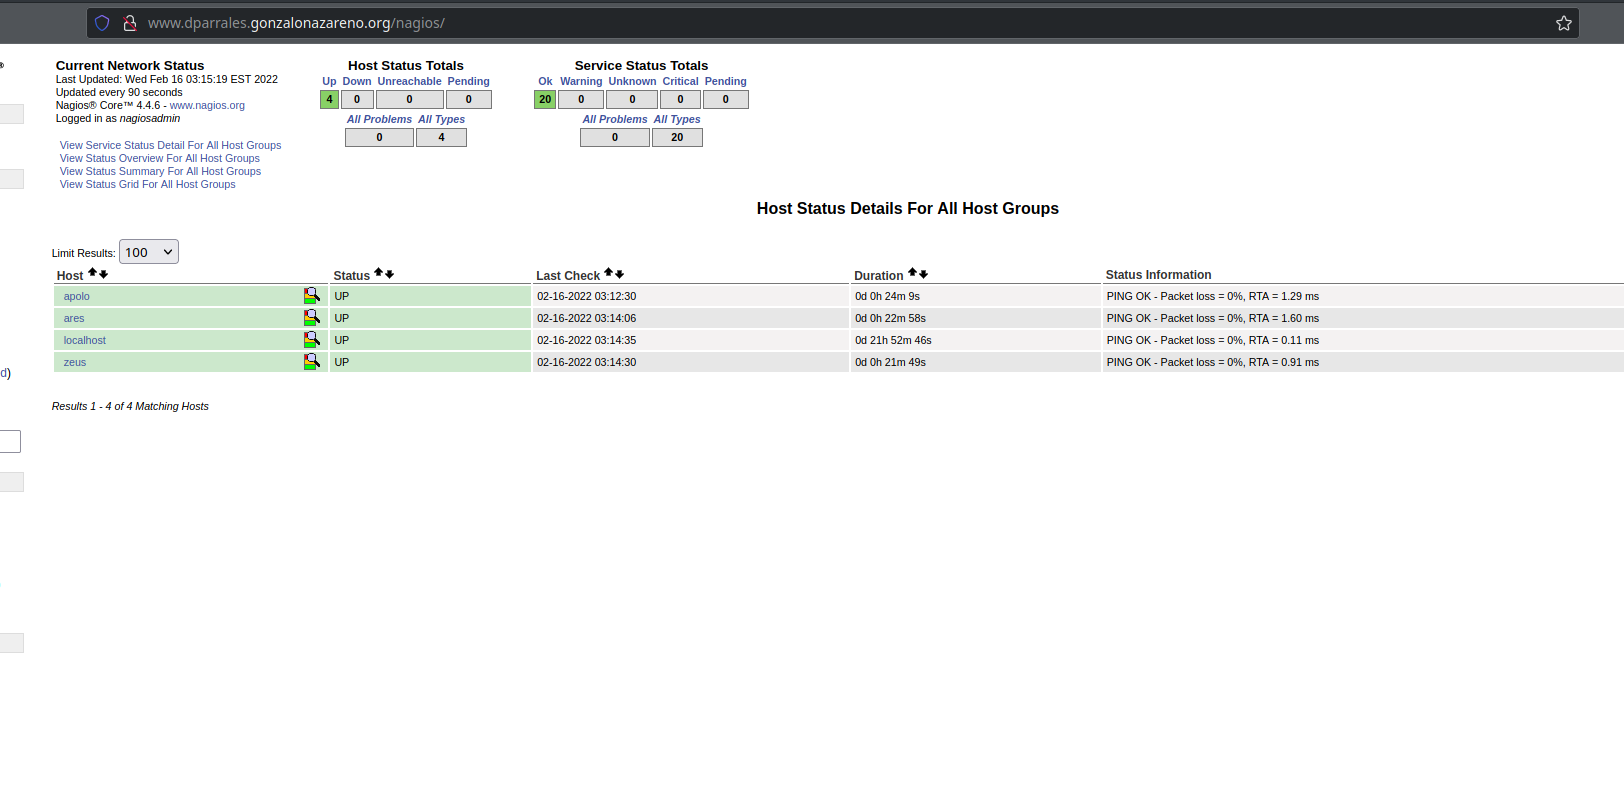 www.dparrales.gonzalonazareno.org/nagios/
®
d)
Current Network Status
Last Updated: Wed Feb 16 03:15:19 EST 2022
Updated every 90 seconds
Nagios® Core™ 4.4.6 - www.nagios.org
Logged in as nagiosadmin
View Service Status Detail For All Host Groups
View Status Overview For All Host Groups
View Status Summary For All Host Groups
View Status Grid For All Host Groups
Host Status Totals
Up Down Unreachable Pending
4 0 0 0
All Problems All Types
0 4
Service Status Totals
Ok Warning Unknown Critical Pending
20 0 0 0 0
All Problems All Types
0 20
Host Status Details For All Host Groups
Limit Results: 100
Host Status Last Check Duration Status Information
apolo UP 02-16-2022 03:12:30 0d 0h 24m 9s PING OK - Packet loss = 0%, RTA = 1.29 ms
ares UP 02-16-2022 03:14:06 0d 0h 22m 58s PING OK - Packet loss = 0%, RTA = 1.60 ms
localhost UP 02-16-2022 03:14:35 0d 21h 52m 46s PING OK - Packet loss = 0%, RTA = 0.11 ms
zeus UP 02-16-2022 03:14:30 0d 0h 21m 49s PING OK - Packet loss = 0%, RTA = 0.91 ms
Results 1 - 4 of 4 Matching Hosts